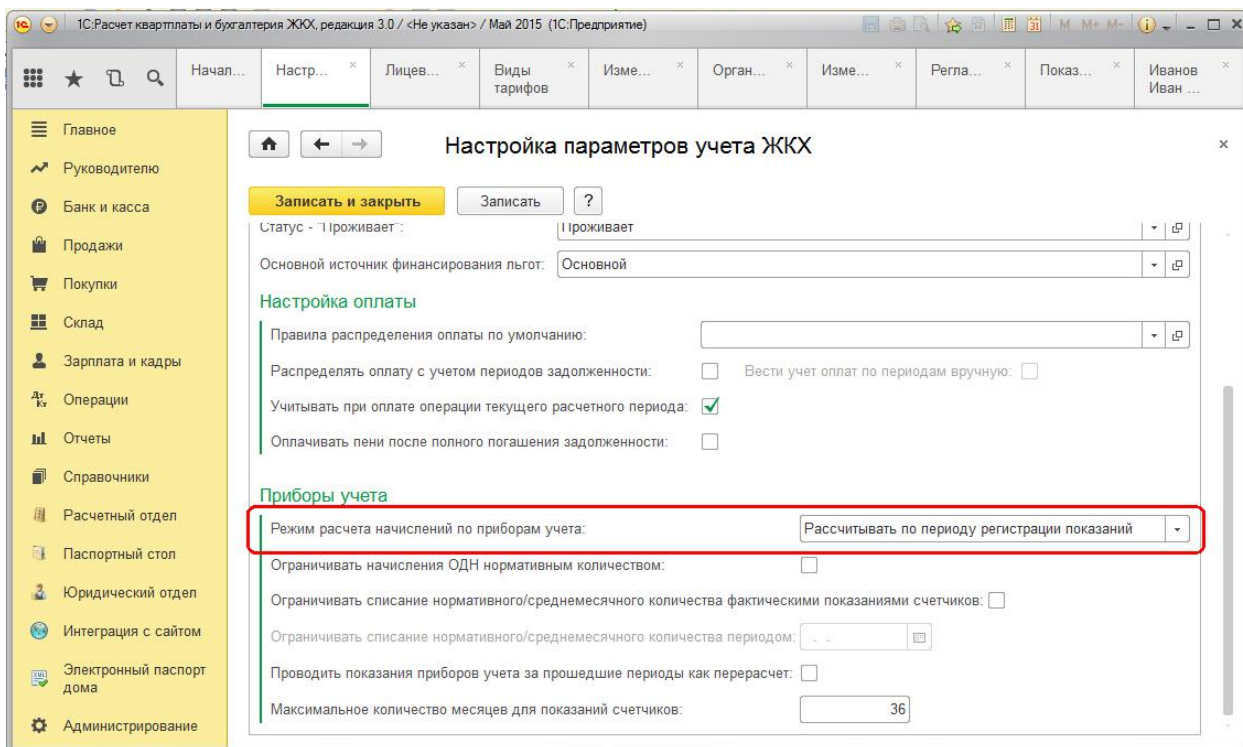 1С:Расчет квартплаты и бухгалтерия ЖКХ, редакция 3.0 / <Не указан> / Май 2015 (1С:Предприятие)
31 M M+ M-
Начал... Настр... Лицев... Виды тарифов Изме... Орган... Изме... Регла... Показ... Иванов Иван ...
Главное
Руководителю
Банк и касса
Продажи
Покупки
Склад
Зарплата и кадры
Операции
Отчеты
Справочники
Расчетный отдел
Паспортный стол
Юридический отдел
Интеграция с сайтом
Электронный паспорт
дома
Администрирование
Настройка параметров учета ЖКХ
Записать и закрыть Записать ?
Статус - "Проживает": Проживает
Основной источник финансирования льгот: Основной
Настройка оплаты
Правила распределения оплаты по умолчанию:
Распределять оплату с учетом периодов задолженности: Вести учет оплат по периодам вручную:
Учитывать при оплате операции текущего расчетного периода:
Оплачивать пени после полного погашения задолженности:
Приборы учета
Режим расчета начислений по приборам учета: Рассчитывать по периоду регистрации показаний
Ограничивать начисления ОДН нормативным количеством:
Ограничивать списание нормативного/среднемесячного количества фактическими показаниями счетчиков:
Ограничивать списание нормативного/среднемесячного количества периодом: . .
Проводить показания приборов учета за прошедшие периоды как перерасчет:
Максимальное количество месяцев для показаний счетчиков: 36